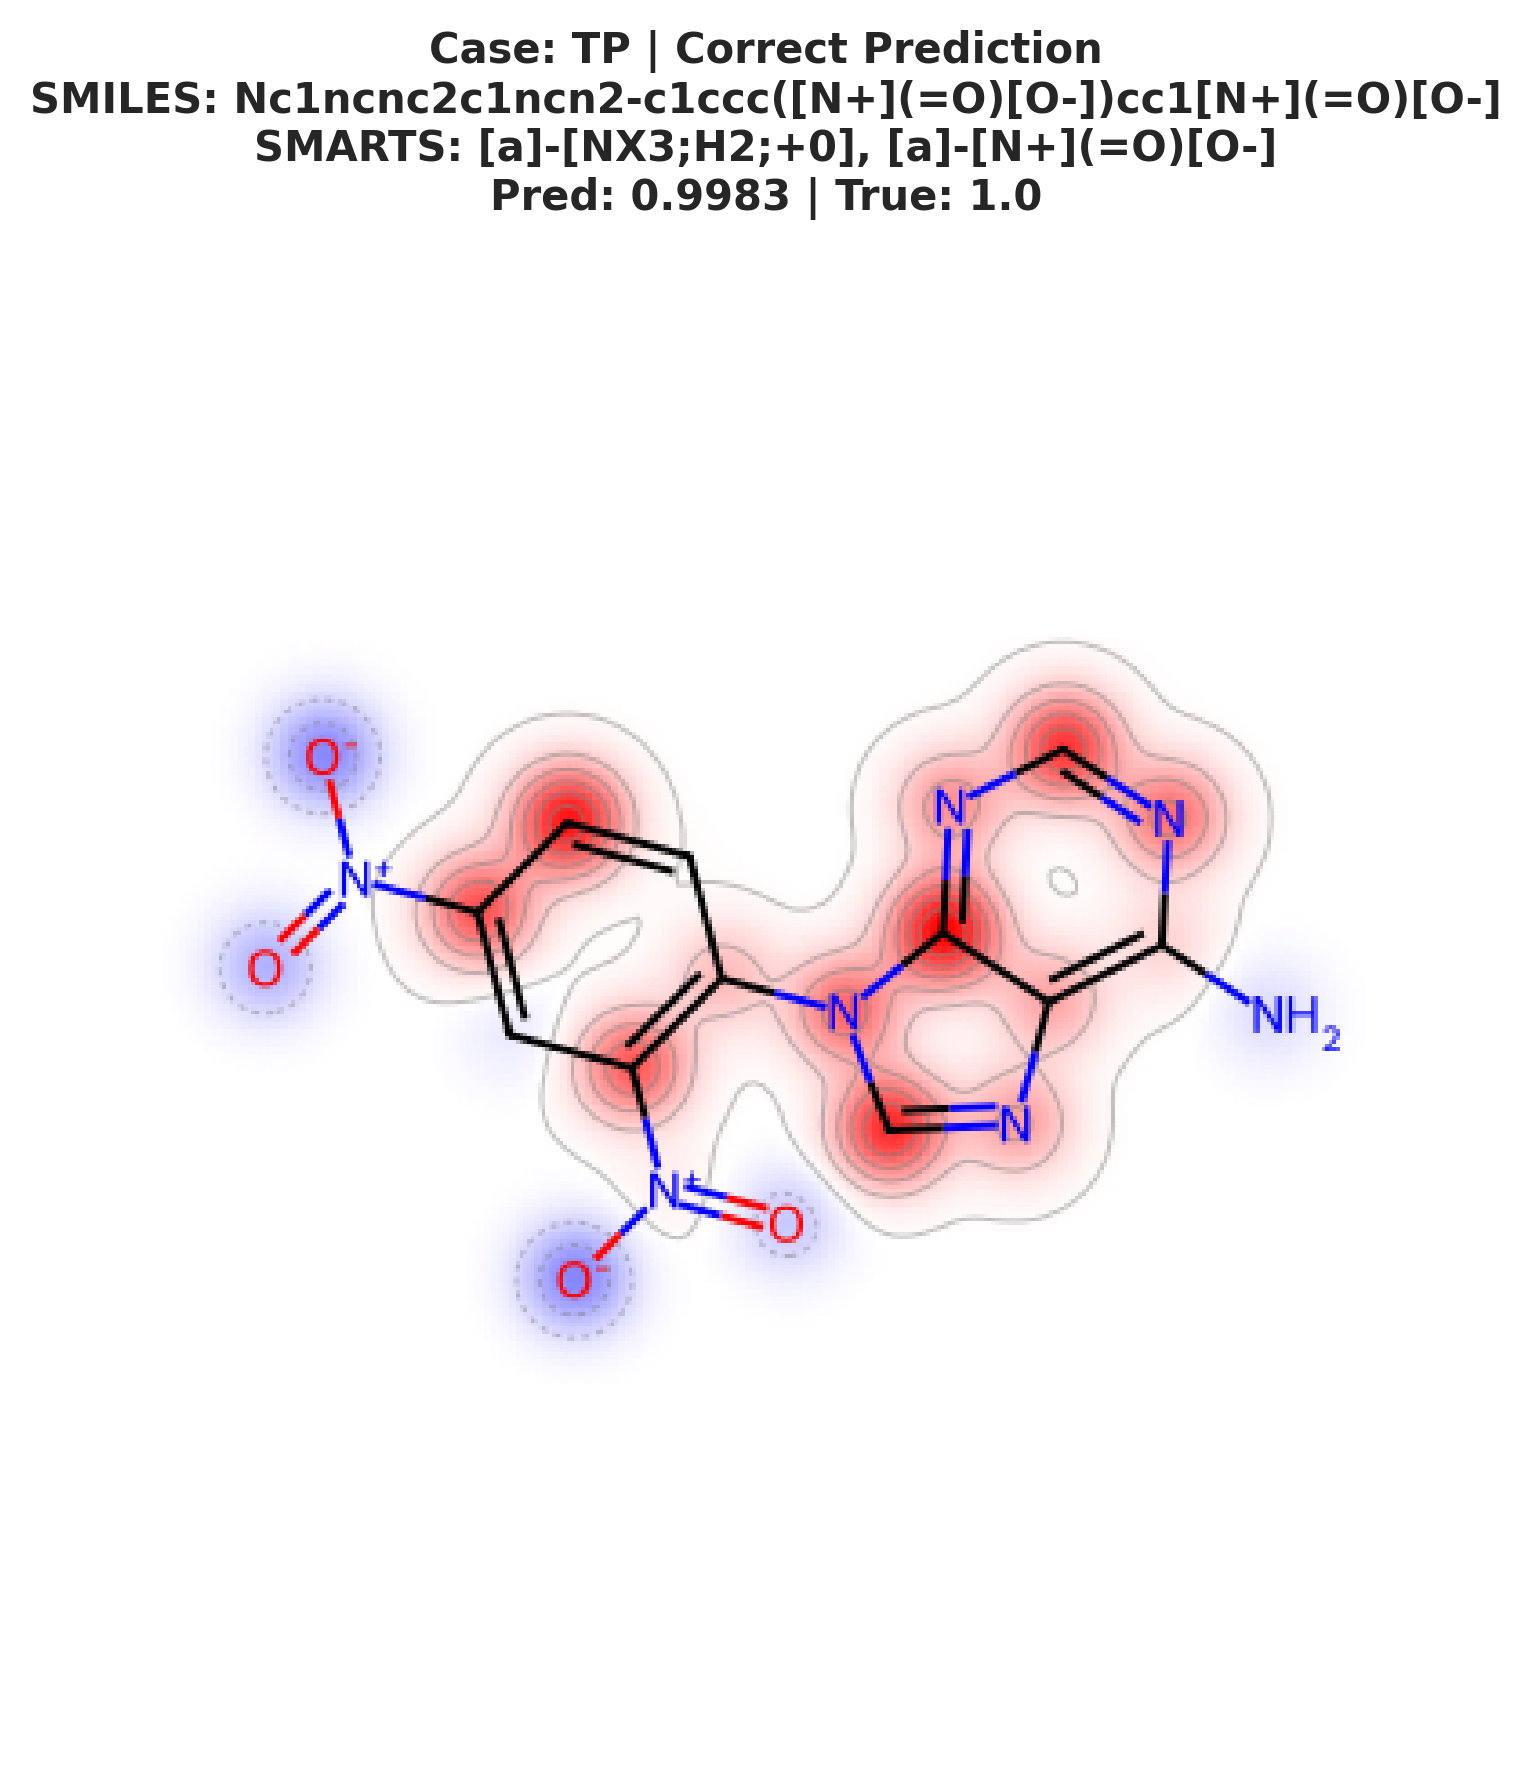 Case: TP | Correct Prediction
SMILES: Nc1ncnc2c1ncn2-c1ccc([N+](=O)[O-])cc1[N+](=O)[O-]
SMARTS: [a]-[NX3;H2;+0], [a]-[N+](=O)[O-]
Pred: 0.9983 | True: 1.0
O-
N+
O
N
N
N
NH2
N
N+
O
O-